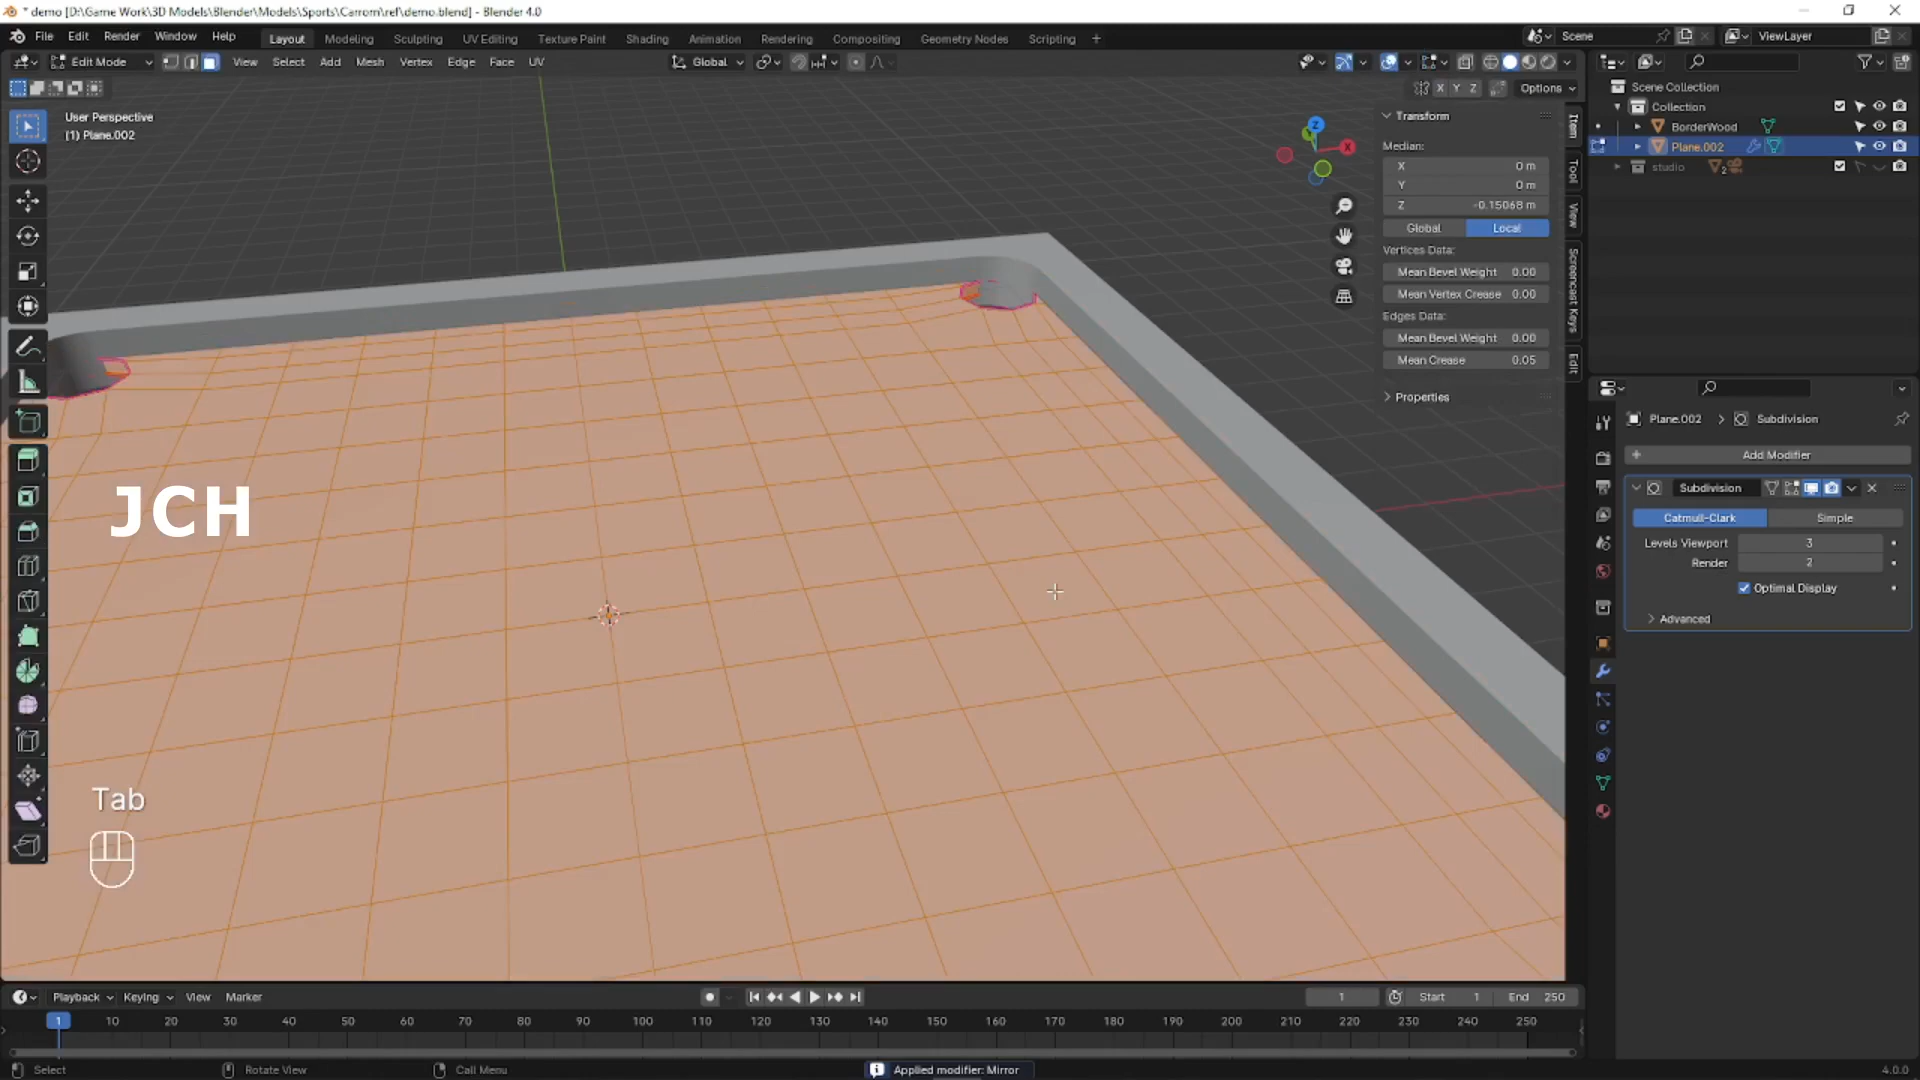 * demo [D:\Game Work\3D Models\Blender\Models\Sports\Carrom\ref\demo.blend] - Blender 4.0
File Edit Render Window Help Layout Modeling Sculpting UV Editing Texture Paint Shading Animation Rendering Compositing Geometry Nodes Scripting + Scene ViewLayer
Edit Mode View Select Add Mesh Vertex Edge Face UV Global
X Y Z Options
User Perspective
(1) Plane.002
Z
X
Transform
Median:
X 0 m
Y 0 m
Z -0.15068 m
Global Local
Vertices Data:
Mean Bevel Weight 0.00
Mean Vertex Crease 0.00
Edges Data:
Mean Bevel Weight 0.00
Mean Crease 0.05
Properties
Item
Tool
View
Screencast Keys
Edit
Scene Collection
Collection
BorderWood
Plane.002
studio 2
Plane.002 > Subdivision
+ Add Modifier
Subdivision
Catmull-Clark Simple
Levels Viewport 3
Render 2
Optimal Display
Advanced
JCH
Tab
Playback Keying View Marker 1 Start 1 End 250
1 10 20 30 40 50 60 70 80 90 100 110 120 130 140 150 160 170 180 190 200 210 220 230 240 250
Select Rotate View Call Menu Applied modifier: Mirror 4.0.0